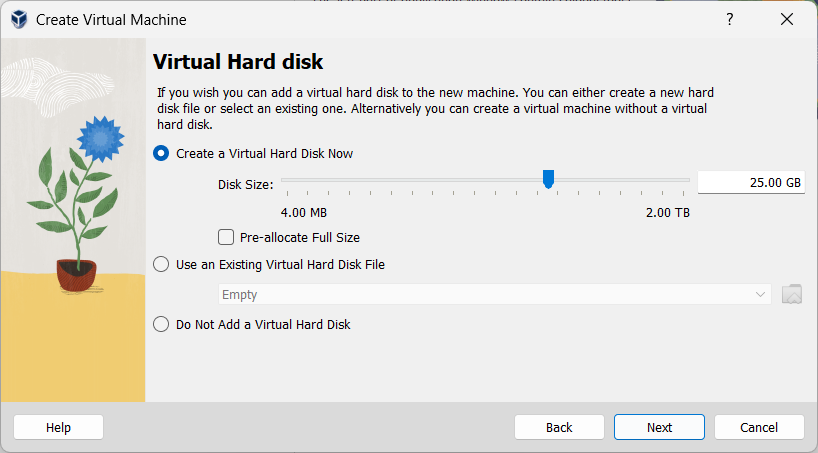 Create Virtual Machine
?
Virtual Hard disk
If you wish you can add a virtual hard disk to the new machine. You can either create a new hard
disk file or select an existing one. Alternatively you can create a virtual machine without a virtual
hard disk.
Create a Virtual Hard Disk Now
Disk Size:
25.00 GB
4.00 MB
2.00 TB
Pre-allocate Full Size
Use an Existing Virtual Hard Disk File
Empty
Do Not Add a Virtual Hard Disk
Help
Back
Next
Cancel